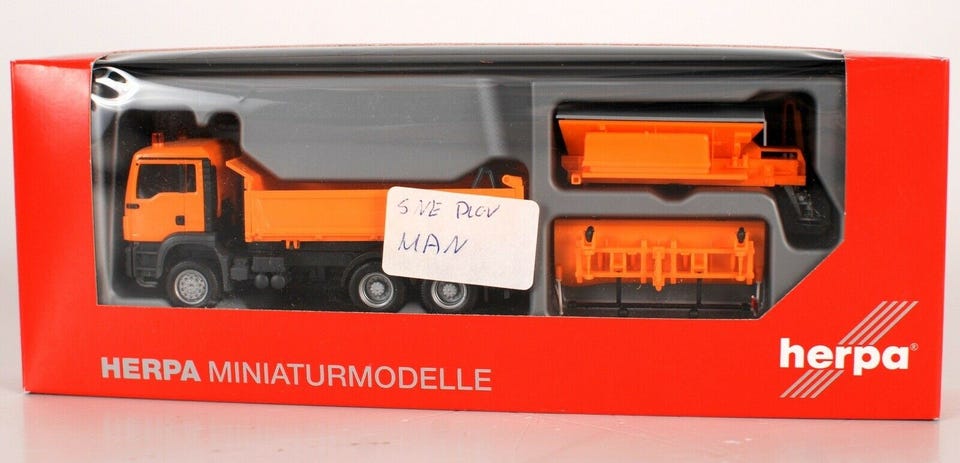 SNE PLOV
MAN
HERPA MINIATURMODELLE
herpa®